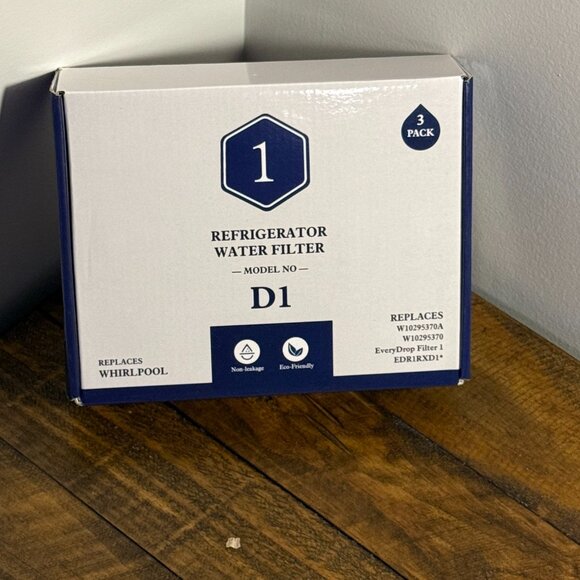 3
PACK
1
REFRIGERATOR
WATER FILTER
— MODEL NO —
D1
REPLACES
W10295370A
W10295370
EveryDrop Filter 1
EDR1RXD1*
REPLACES
WHIRLPOOL
Non-leakage
Eco-Friendly